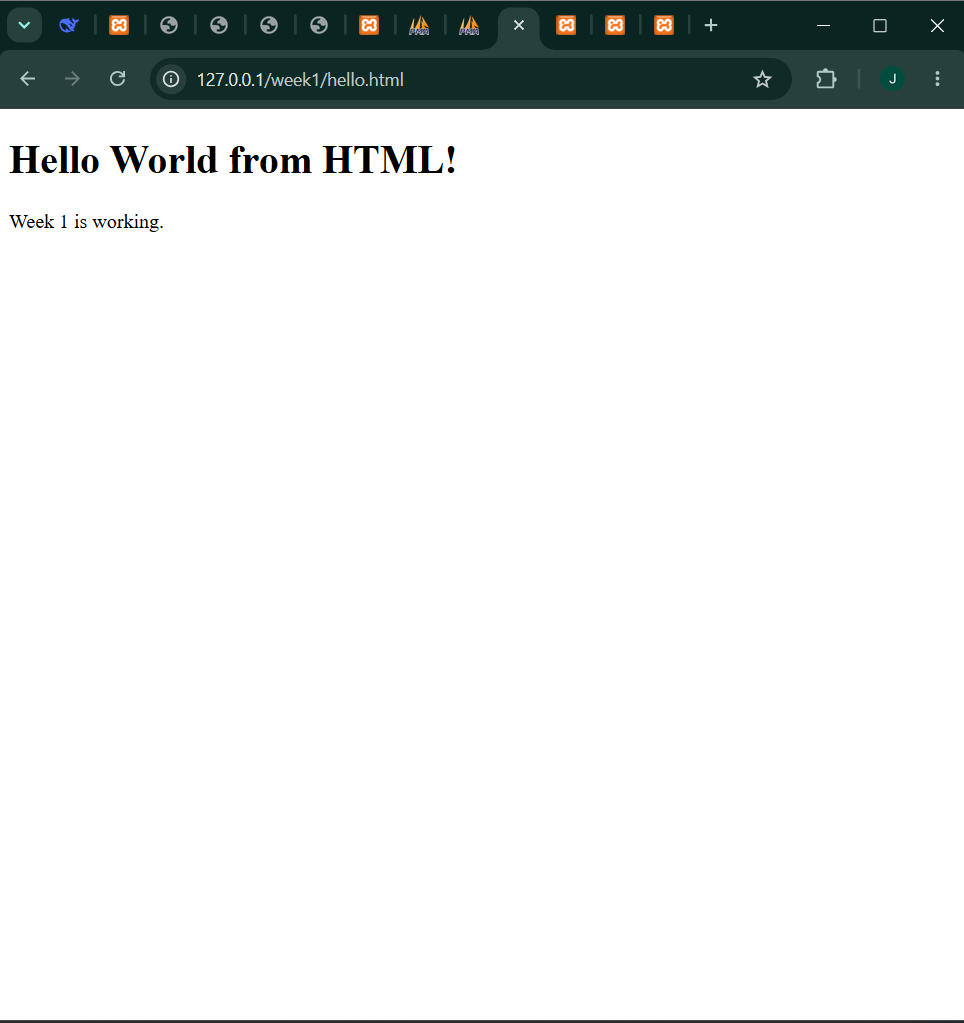 127.0.0.1/week1/hello.html
J
Hello World from HTML!
Week 1 is working.